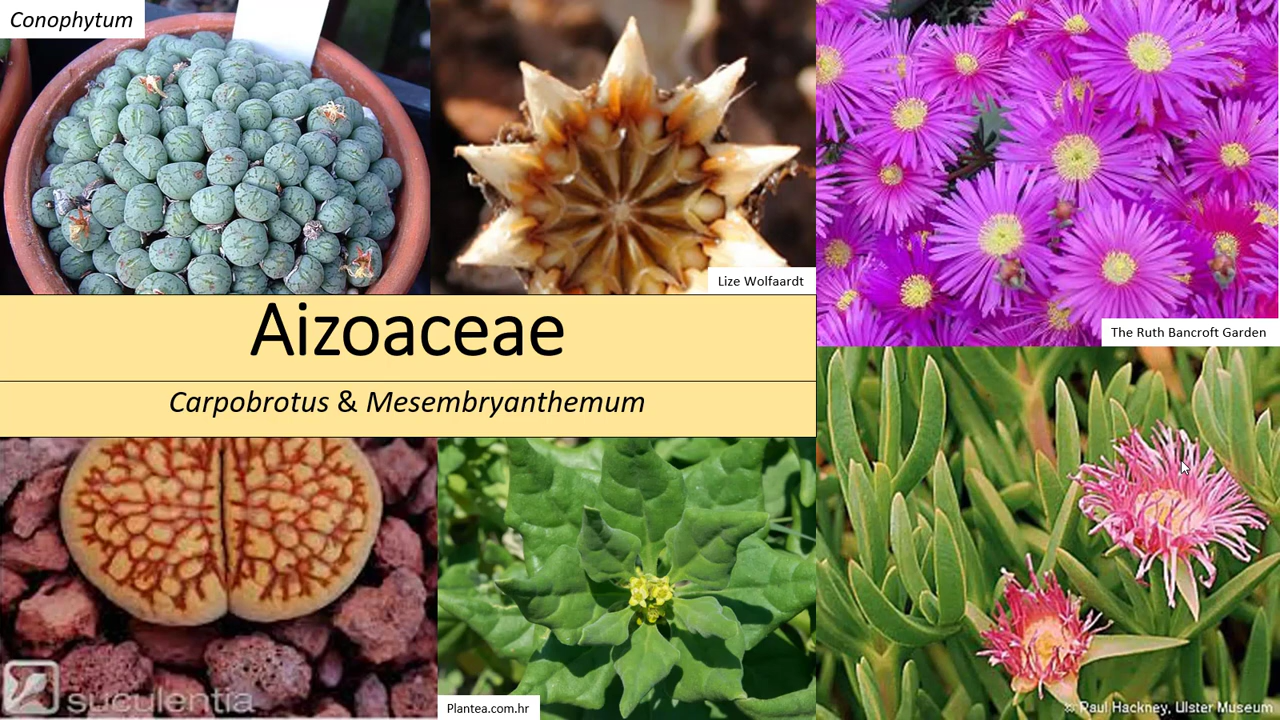 Conophytum
Lize Wolfaardt
The Ruth Bancroft Garden
Aizoaceae
Carpobrotus & Mesembryanthemum
suculentia
Plantea.com.hr
© Paul Hackney, Ulster Museum